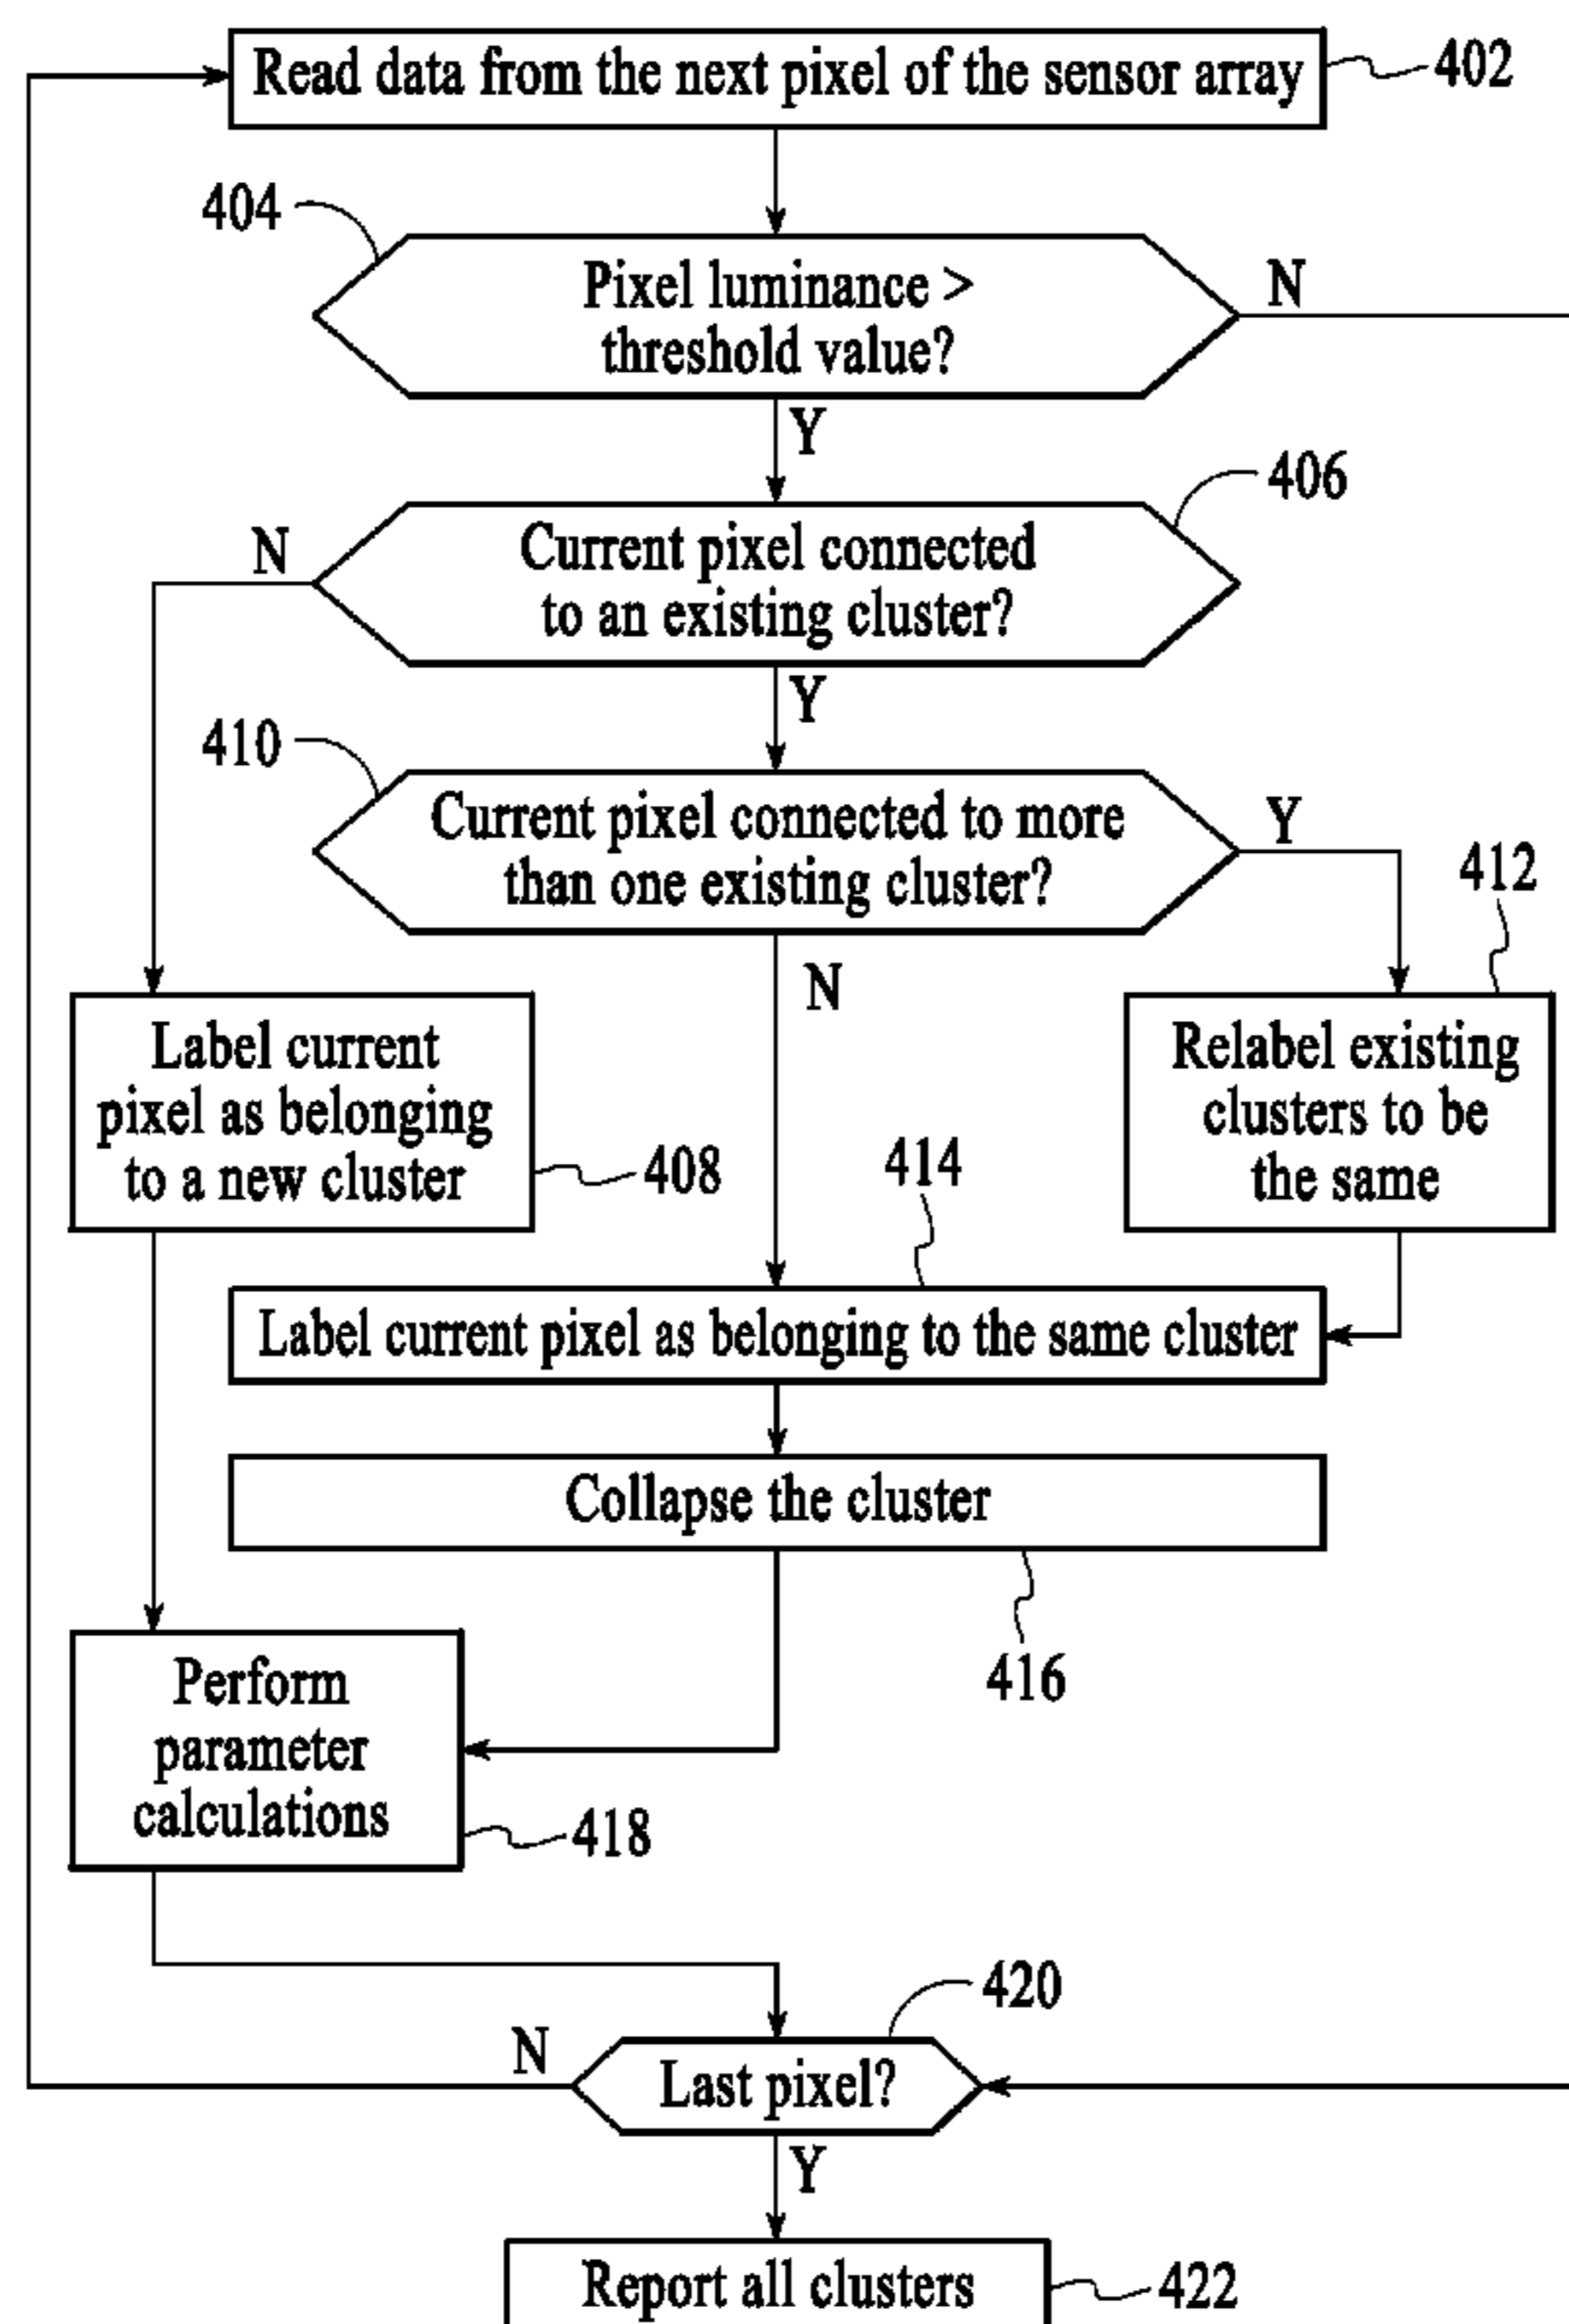 Read data from the next pixel of the sensor array
402
404
Pixel luminance >
threshold value?
N
Y
406
N
Current pixel connected
to an existing cluster?
Y
410
Current pixel connected to more
than one existing cluster?
Y
412
N
Label current
pixel as belonging
to a new cluster
408
Relabel existing
clusters to be
the same
414
Label current pixel as belonging to the same cluster
Collapse the cluster
416
Perform
parameter
calculations
418
420
N
Last pixel?
Y
Report all clusters
422